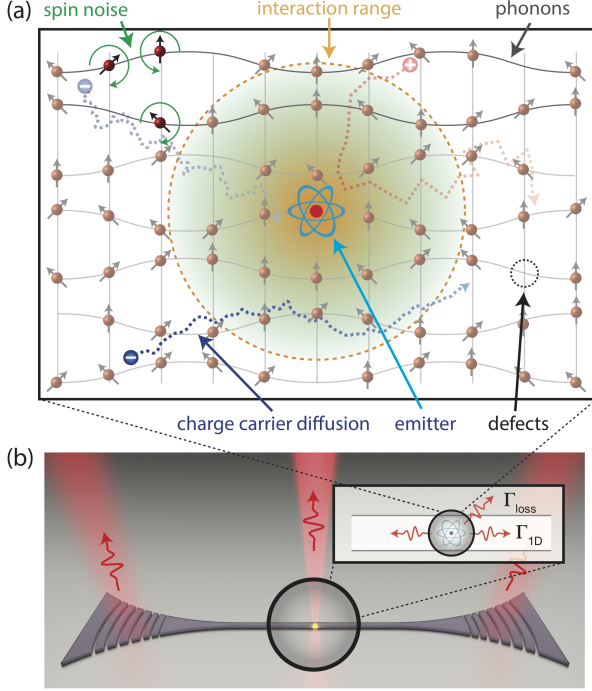 (a)
spin noise
interaction range
phonons
−
+
−
charge carrier diffusion
emitter
defects
(b)
Γloss
Γ1D